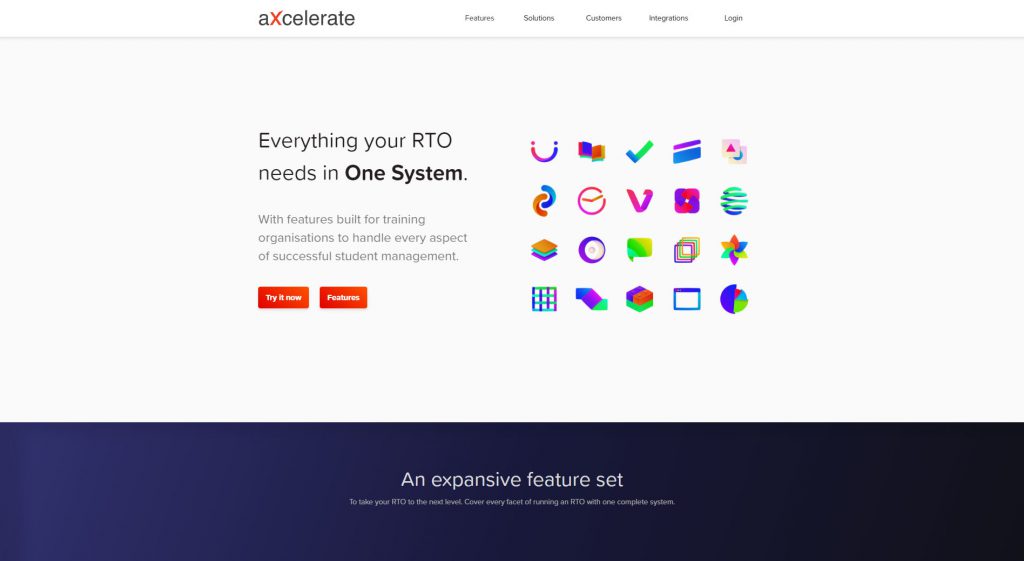 aXcelerate
Features Solutions Customers Integrations Login
Everything your RTO
needs in One System.
With features built for training
organisations to handle every aspect
of successful student management.
Try it now Features
An expansive feature set
To take your RTO to the next level. Cover every facet of running an RTO with one complete system.